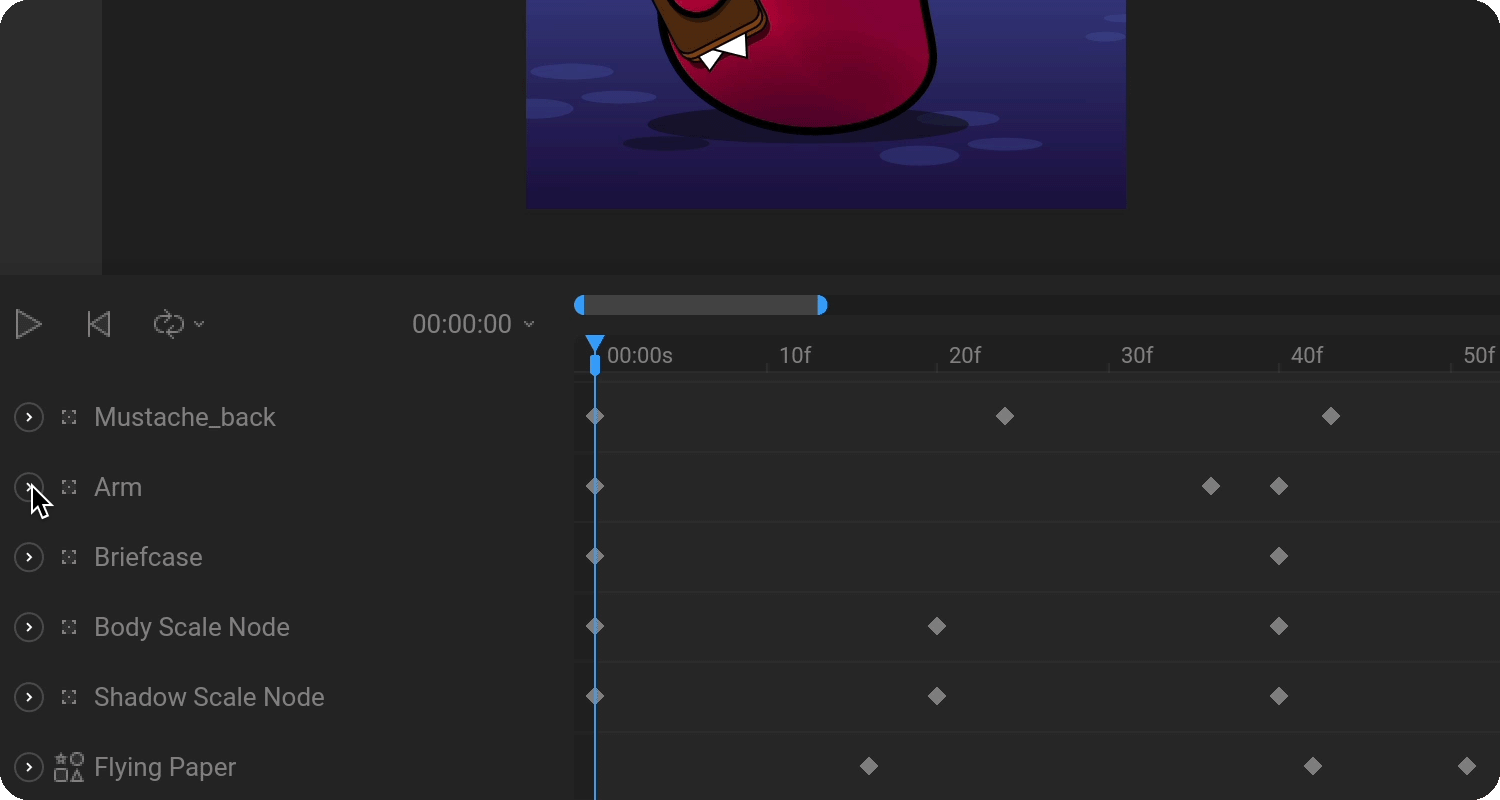 00:00:00
00:00s 10f 20f 30f 40f 50f
Mustache_back
Arm
Briefcase
Body Scale Node
Shadow Scale Node
Flying Paper